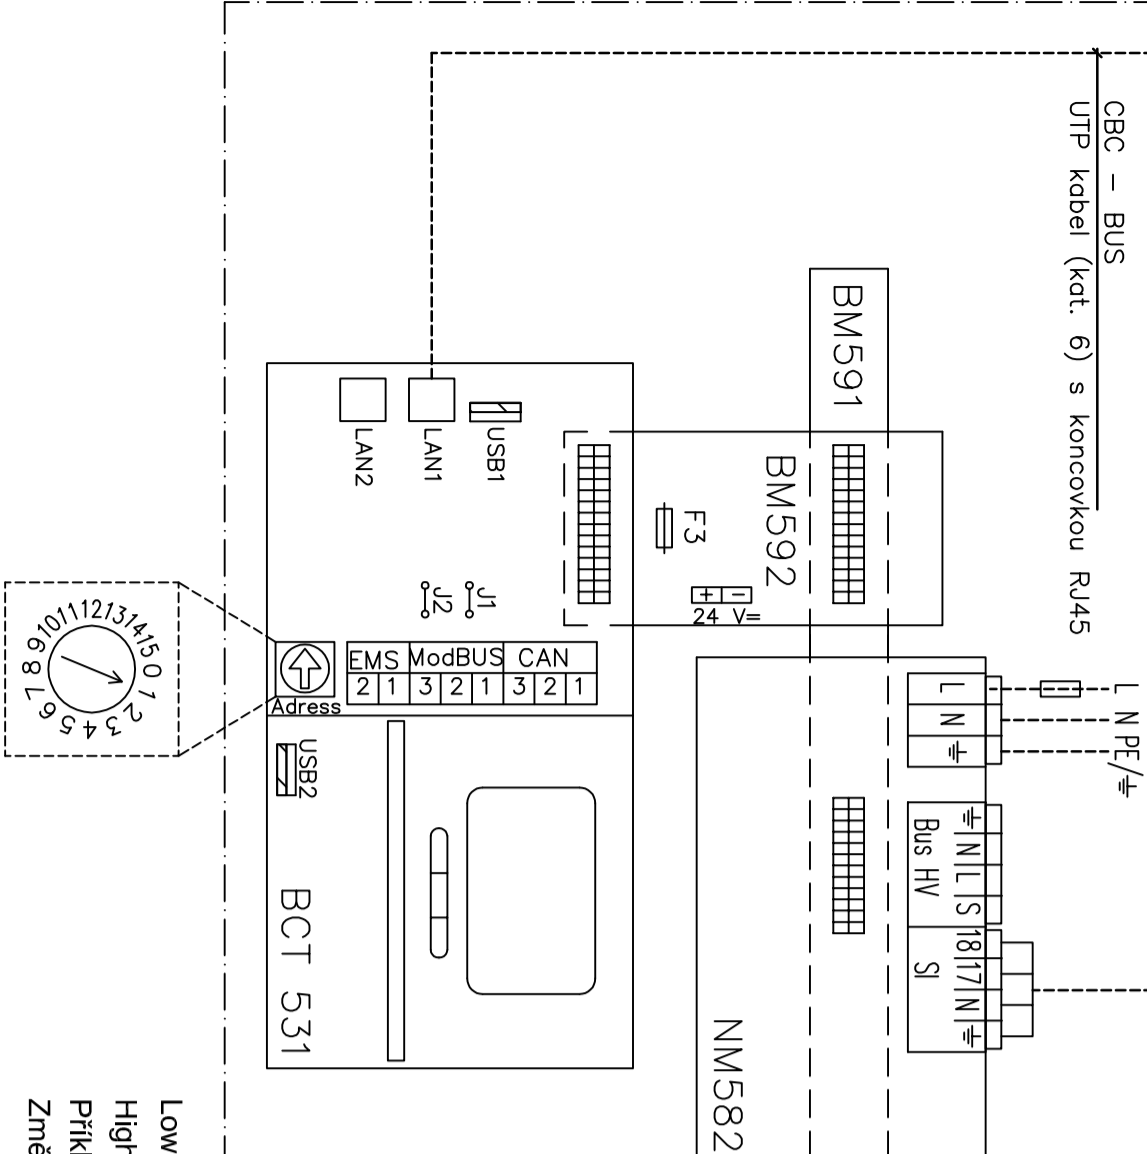 CBC – BUS
UTP kabel (kat. 6) s koncovkou RJ45
BM591
BM592
F3
+ –
24 V=
USB1
LAN1
LAN2
J1
J2
EMS ModBUS CAN
2 1 3 2 1 3 2 1
Adress
0 1 2 3 4 5 6 7 8 9 10 11 12 13 14 15
USB2
BCT 531
L N PE/⏚
L
N
⏚
⏚ N L S
Bus HV
18 17 N ⏚
SI
NM582
Low
High